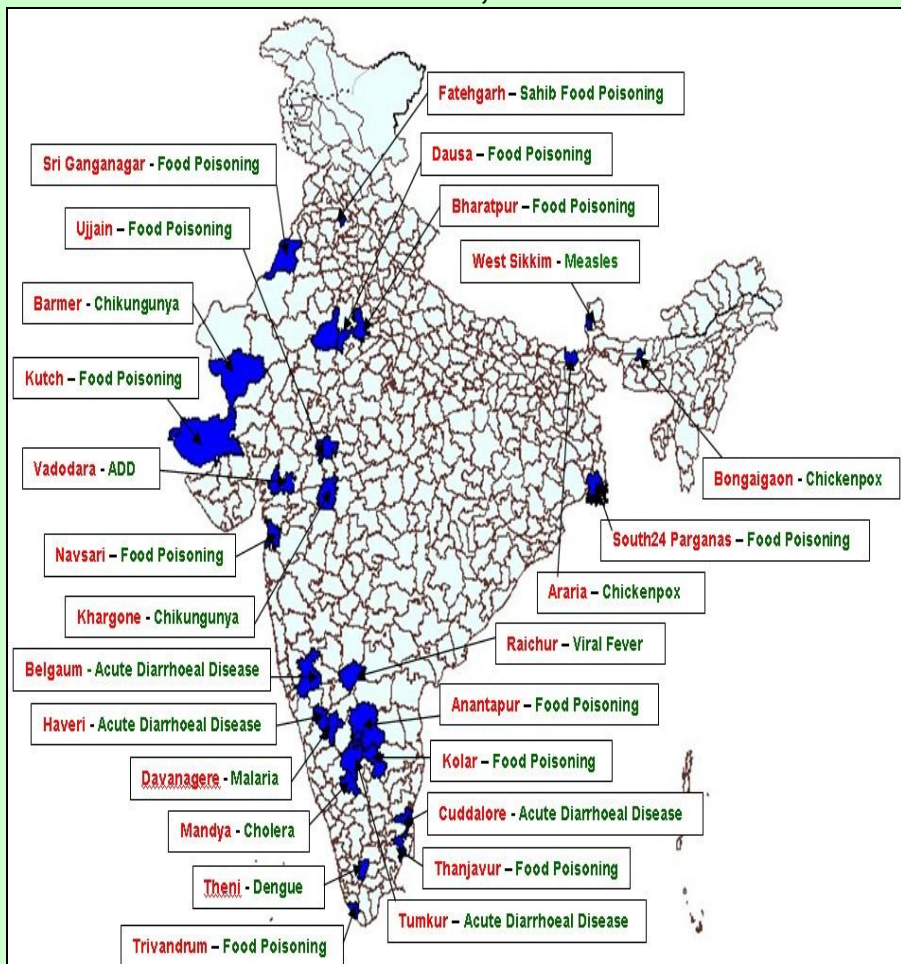 Fatehgarh – Sahib Food Poisoning
Sri Ganganagar - Food Poisoning
Dausa – Food Poisoning
Ujjain – Food Poisoning
Bharatpur – Food Poisoning
West Sikkim - Measles
Barmer – Chikungunya
Kutch – Food Poisoning
Vadodara - ADD
Bongaigaon – Chickenpox
South24 Parganas – Food Poisoning
Navsari – Food Poisoning
Araria – Chickenpox
Khargone - Chikungunya
Raichur – Viral Fever
Belgaum - Acute Diarrhoeal Disease
Anantapur – Food Poisoning
Haveri - Acute Diarrhoeal Disease
Kolar – Food Poisoning
Davanagere - Malaria
Cuddalore - Acute Diarrhoeal Disease
Mandya – Cholera
Thanjavur – Food Poisoning
Theni - Dengue
Tumkur – Acute Diarrhoeal Disease
Trivandrum – Food Poisoning